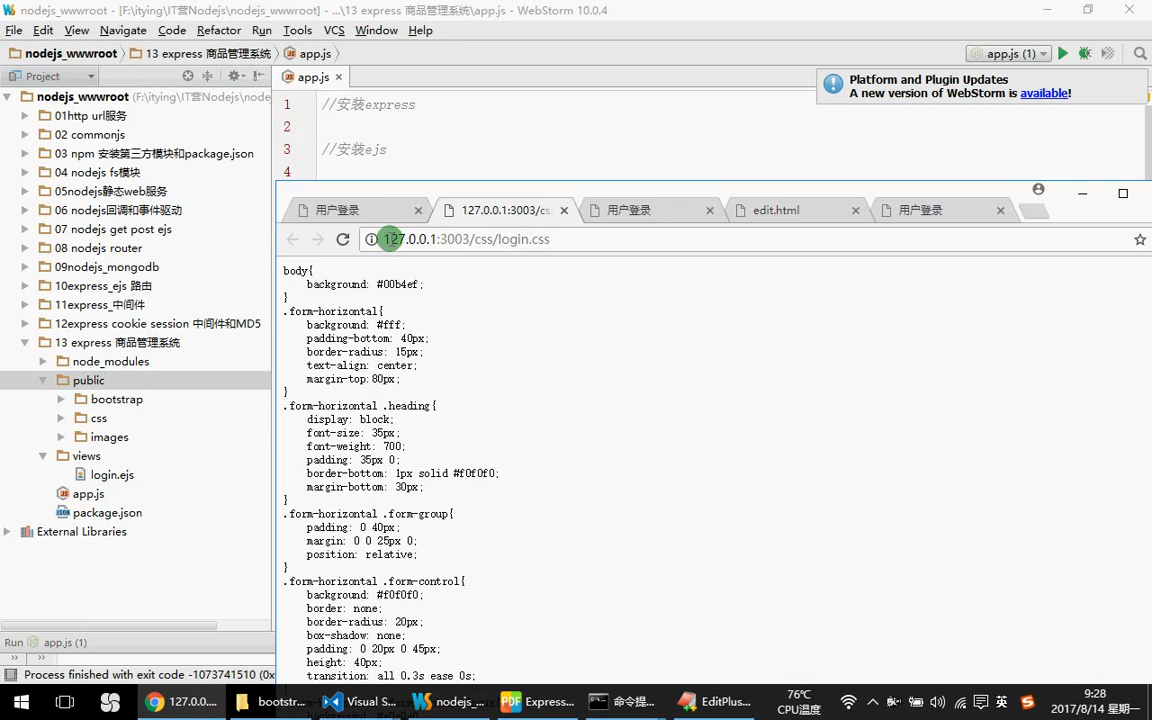 nodejs_wwwroot - [F:\itying\IT营Nodejs\nodejs_wwwroot] - ...\13 express 商品管理系统\app.js - WebStorm 10.0.4
File Edit View Navigate Code Refactor Run Tools VCS Window Help
nodejs_wwwroot 13 express 商品管理系统 app.js app.js (1)
Project app.js
Platform and Plugin Updates
A new version of WebStorm is available!
nodejs_wwwroot (F:\itying\IT营Nodejs\node
01http url服务
02 commonjs
03 npm 安装第三方模块和package.json
04 nodejs fs模块
05nodejs静态web服务
06 nodejs回调和事件驱动
07 nodejs get post ejs
08 nodejs router
09nodejs_mongodb
10express_ejs 路由
11express_中间件
12express cookie session 中间件和MD5
13 express 商品管理系统
node_modules
public
bootstrap
css
images
views
login.ejs
app.js
package.json
External Libraries
1 //安装express
2
3 //安装ejs
4
用户登录 127.0.0.1:3003/cs 用户登录 edit.html 用户登录
127.0.0.1:3003/css/login.css
body{
background: #00b4ef;
}
.form-horizontal{
background: #fff;
padding-bottom: 40px;
border-radius: 15px;
text-align: center;
margin-top:80px;
}
.form-horizontal .heading{
display: block;
font-size: 35px;
font-weight: 700;
padding: 35px 0;
border-bottom: 1px solid #f0f0f0;
margin-bottom: 30px;
}
.form-horizontal .form-group{
padding: 0 40px;
margin: 0 0 25px 0;
position: relative;
}
.form-horizontal .form-control{
background: #f0f0f0;
border: none;
border-radius: 20px;
box-shadow: none;
padding: 0 20px 0 45px;
height: 40px;
transition: all 0.3s ease 0s;
Run app.js (1)
Process finished with exit code -1073741510 (0x
127.0.0... bootstr... Visual S... nodejs_... Express... 命令提... EditPlus...
76℃
CPU温度
英
9:28
2017/8/14 星期一